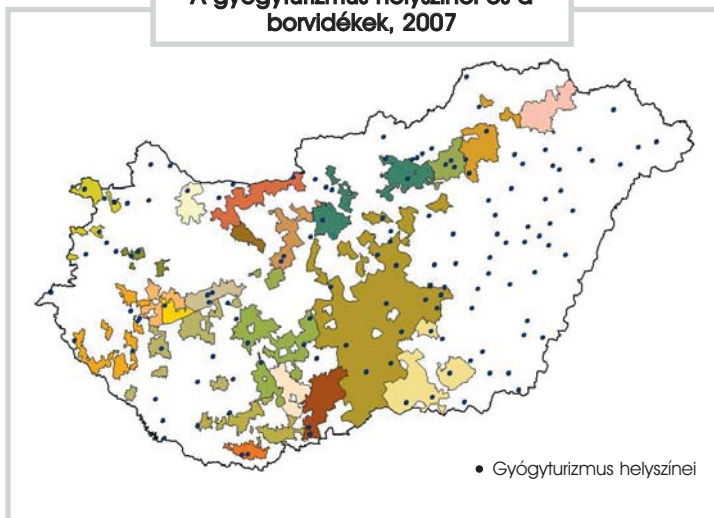 A gyógyturizmus helyszínei és a
borvidékek, 2007
• Gyógyturizmus helyszínei